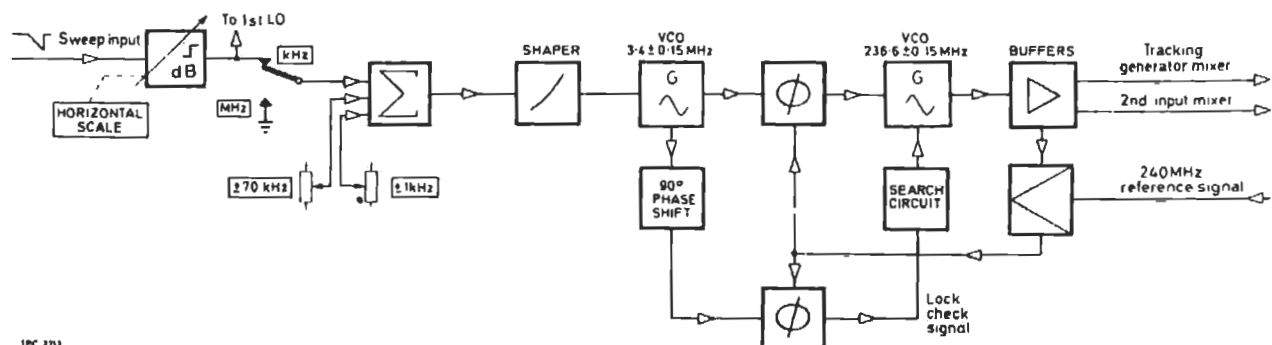 To 1st LO
Sweep input
kHz
dB
MHz
HORIZONTAL
SCALE
±70 kHz
±1kHz
Σ
SHAPER
VCO
3·4 ± 0·15 MHz
G
90°
PHASE
SHIFT
ϕ
ϕ
VCO
236·6 ± 0·15 MHz
G
SEARCH
CIRCUIT
Lock
check
signal
BUFFERS
Tracking
generator mixer
2nd input mixer
240MHz
reference signal